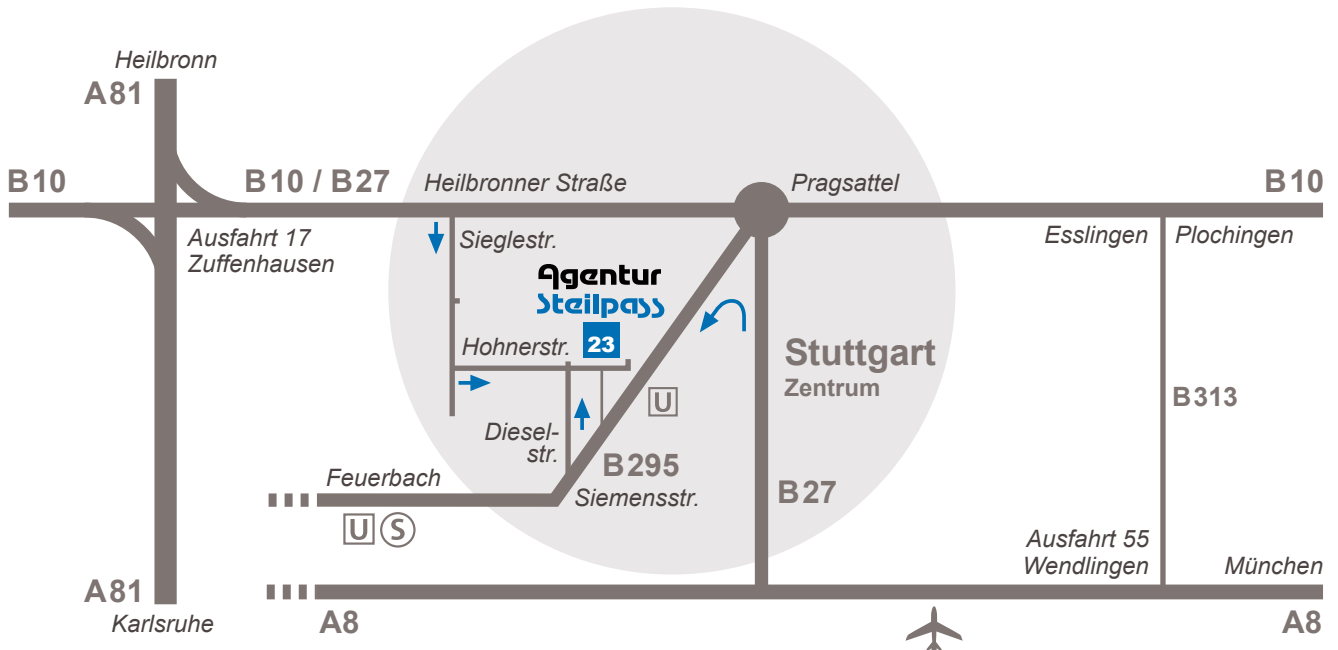 Heilbronn
A81
B10
B10 / B27
Heilbronner Straße
Pragsattel
B10
Ausfahrt 17
Zuffenhausen
Sieglestr.
Esslingen
Plochingen
Agentur
Steilpass
23
Hohnerstr.
Stuttgart
Zentrum
U
B313
Diesel-
str.
B295
Feuerbach
Siemensstr.
B27
U S
Ausfahrt 55
Wendlingen
München
A81
Karlsruhe
A8
A8